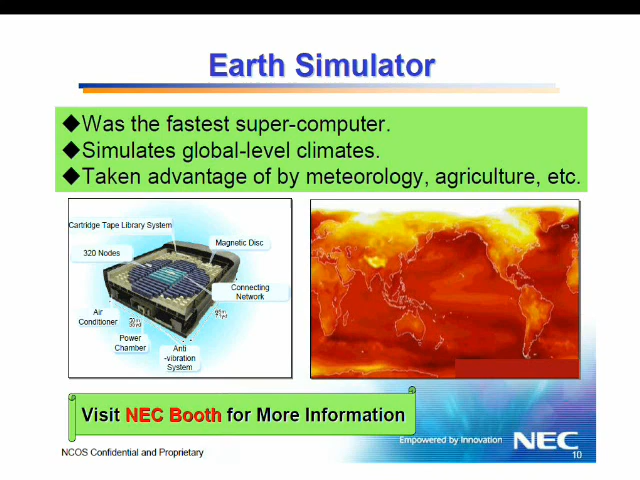 Earth Simulator
◆Was the fastest super-computer.
◆Simulates global-level climates.
◆Taken advantage of by meteorology, agriculture, etc.
Cartridge Tape Library System
Magnetic Disc
320 Nodes
Connecting
Network
Air
Conditioner
Power
Chamber
Anti
-vibration
System
Visit NEC Booth for More Information
Empowered by Innovation
NEC
NCOS Confidential and Proprietary
10